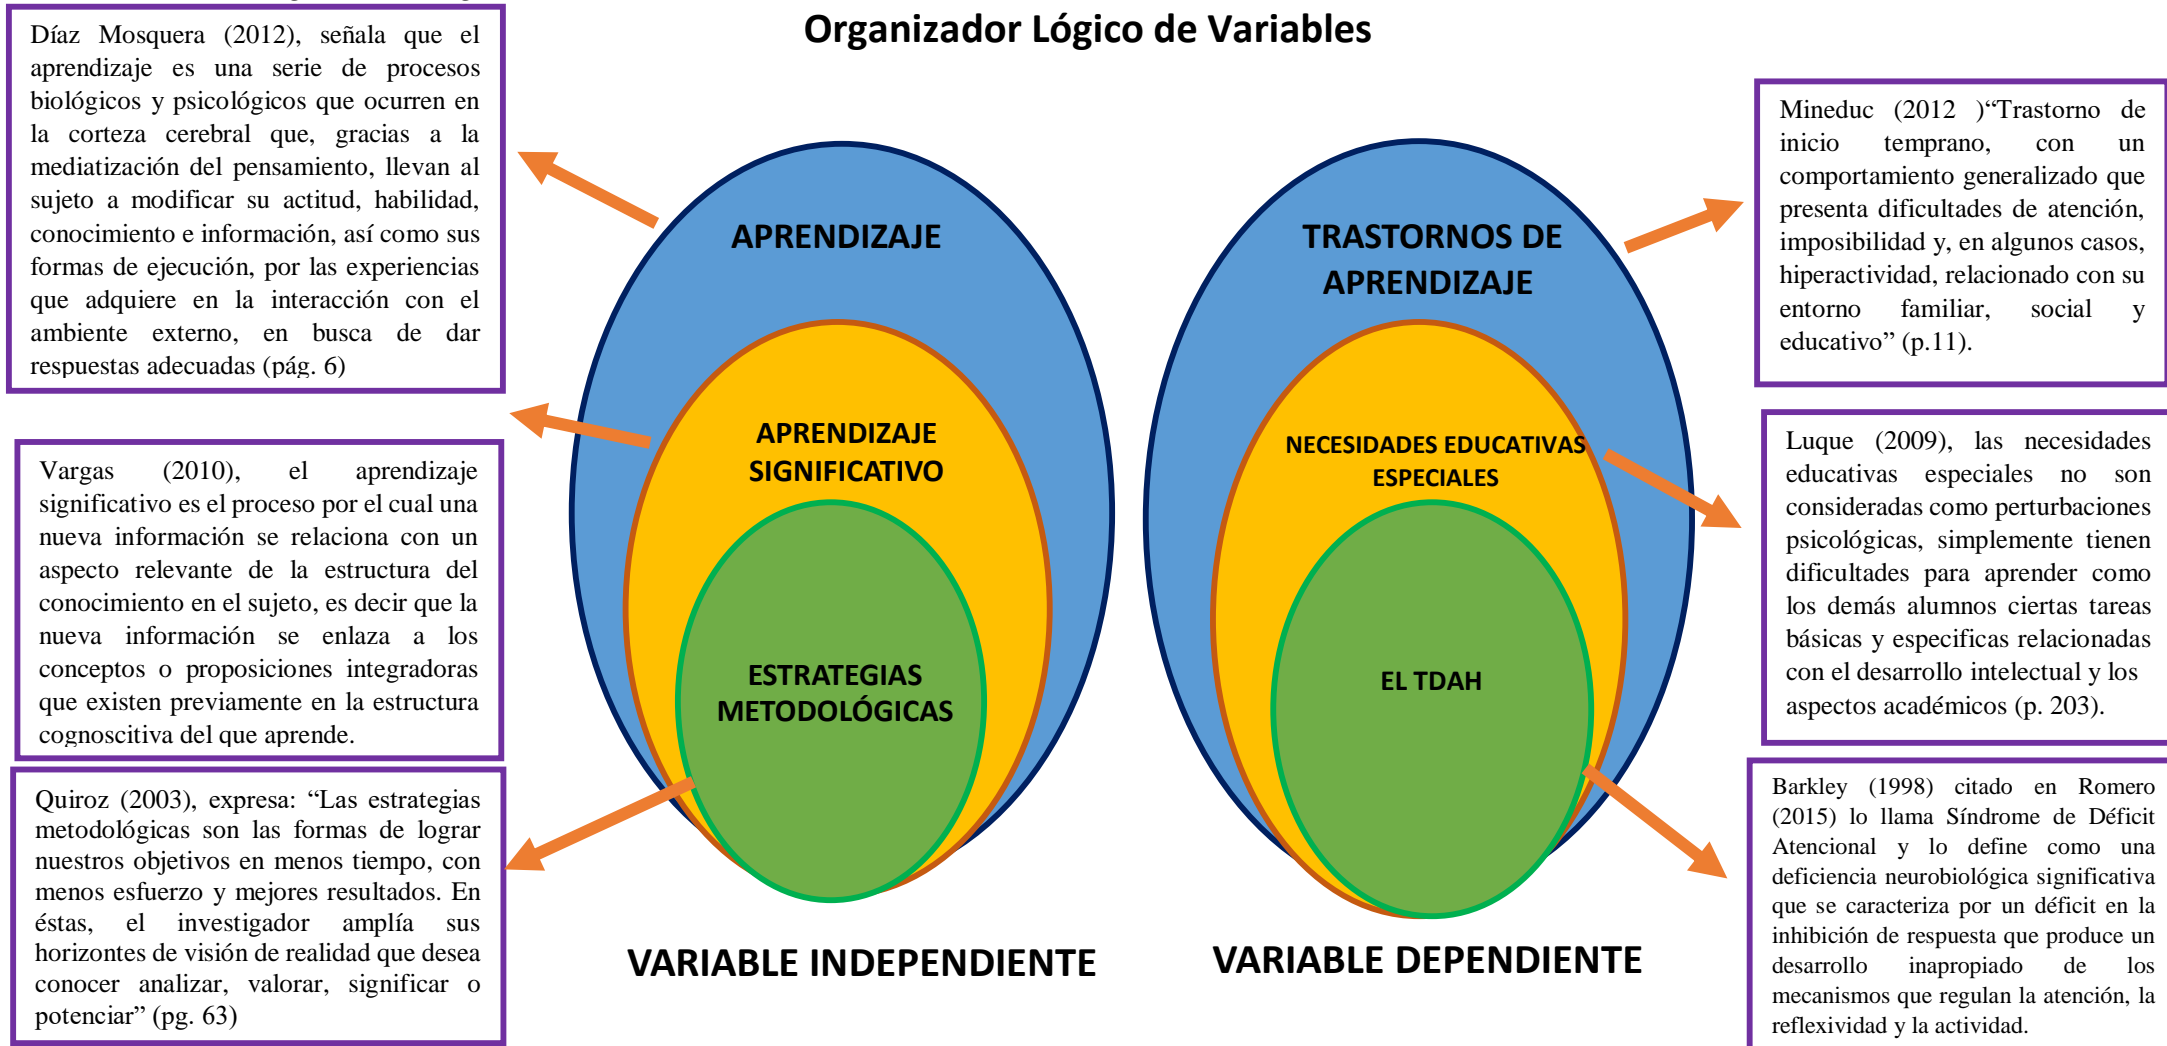 Organizador Lógico de Variables
Díaz Mosquera (2012), señala que el
aprendizaje es una serie de procesos
biológicos y psicológicos que ocurren en
la corteza cerebral que, gracias a la
mediatización del pensamiento, llevan al
sujeto a modificar su actitud, habilidad,
conocimiento e información, así como sus
formas de ejecución, por las experiencias
que adquiere en la interacción con el
ambiente externo, en busca de dar
respuestas adecuadas (pág. 6)
Vargas (2010), el aprendizaje
significativo es el proceso por el cual una
nueva información se relaciona con un
aspecto relevante de la estructura del
conocimiento en el sujeto, es decir que la
nueva información se enlaza a los
conceptos o proposiciones integradoras
que existen previamente en la estructura
cognoscitiva del que aprende.
Quiroz (2003), expresa: “Las estrategias
metodológicas son las formas de lograr
nuestros objetivos en menos tiempo, con
menos esfuerzo y mejores resultados. En
éstas, el investigador amplía sus
horizontes de visión de realidad que desea
conocer analizar, valorar, significar o
potenciar” (pg. 63)
APRENDIZAJE
APRENDIZAJE
SIGNIFICATIVO
ESTRATEGIAS
METODOLÓGICAS
VARIABLE INDEPENDIENTE
TRASTORNOS DE
APRENDIZAJE
NECESIDADES EDUCATIVAS
ESPECIALES
EL TDAH
VARIABLE DEPENDIENTE
Mineduc (2012 )“Trastorno de
inicio temprano, con un
comportamiento generalizado que
presenta dificultades de atención,
imposibilidad y, en algunos casos,
hiperactividad, relacionado con su
entorno familiar, social y
educativo” (p.11).
Luque (2009), las necesidades
educativas especiales no son
consideradas como perturbaciones
psicológicas, simplemente tienen
dificultades para aprender como
los demás alumnos ciertas tareas
básicas y especificas relacionadas
con el desarrollo intelectual y los
aspectos académicos (p. 203).
Barkley (1998) citado en Romero
(2015) lo llama Síndrome de Déficit
Atencional y lo define como una
deficiencia neurobiológica significativa
que se caracteriza por un déficit en la
inhibición de respuesta que produce un
desarrollo inapropiado de los
mecanismos que regulan la atención, la
reflexividad y la actividad.